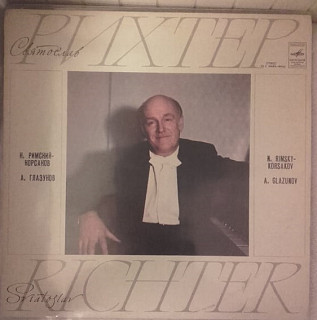 РИХТЕР
Святослав
Н. РИМСКИЙ-
КОРСАКОВ
А. ГЛАЗУНОВ
N. RIMSKY-
KORSAKOV
A. GLAZUNOV
Sviatoslav
RICHTER